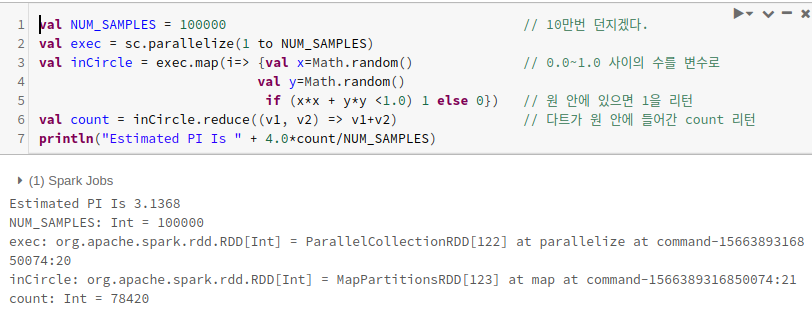 1 val NUM_SAMPLES = 100000 // 10만번 던지겠다.
2 val exec = sc.parallelize(1 to NUM_SAMPLES)
3 val inCircle = exec.map(i=> {val x=Math.random() // 0.0~1.0 사이의 수를 변수로
4 val y=Math.random()
5 if (x*x + y*y <1.0) 1 else 0}) // 원 안에 있으면 1을 리턴
6 val count = inCircle.reduce((v1, v2) => v1+v2) // 다트가 원 안에 들어간 count 리턴
7 println("Estimated PI Is " + 4.0*count/NUM_SAMPLES)
(1) Spark Jobs
Estimated PI Is 3.1368
NUM_SAMPLES: Int = 100000
exec: org.apache.spark.rdd.RDD[Int] = ParallelCollectionRDD[122] at parallelize at command-15663893168
50074:20
inCircle: org.apache.spark.rdd.RDD[Int] = MapPartitionsRDD[123] at map at command-1566389316850074:21
count: Int = 78420